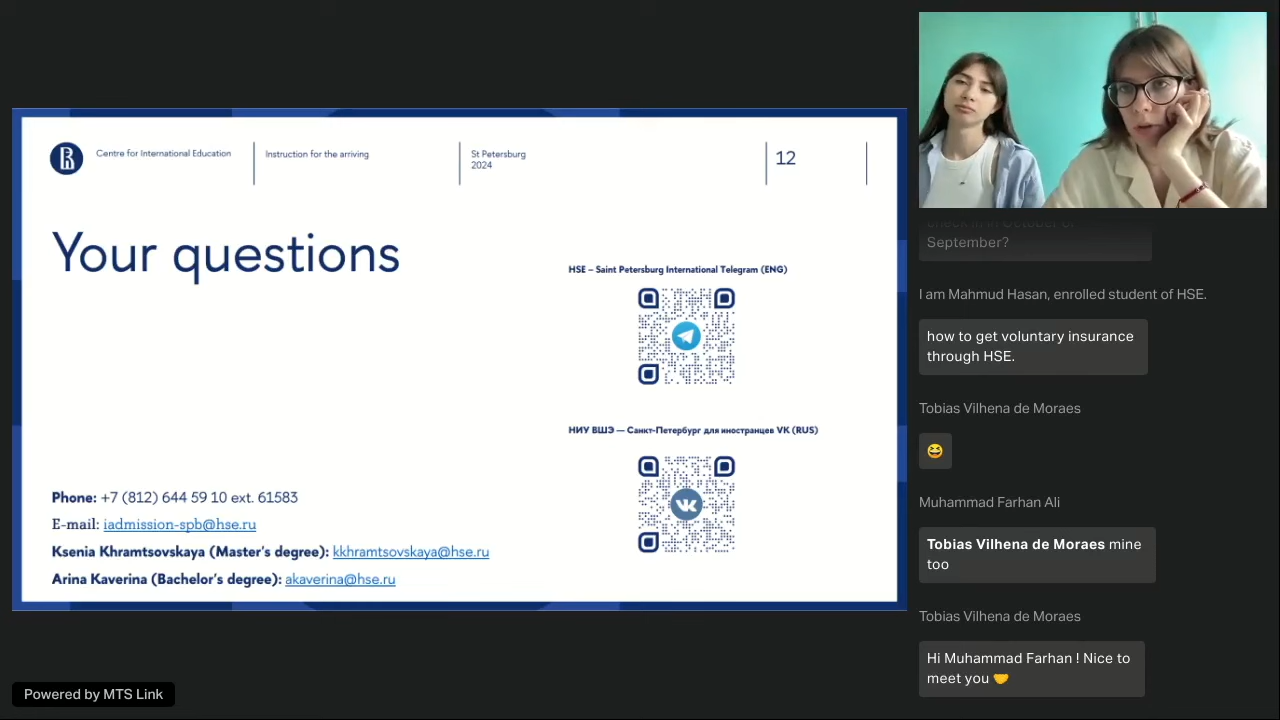 Centre for International Education
Instruction for the arriving
St Petersburg
2024
12
Your questions
HSE – Saint Petersburg International Telegram (ENG)
НИУ ВШЭ — Санкт-Петербург для иностранцев VK (RUS)
Phone: +7 (812) 644 59 10 ext. 61583
E-mail: iadmission-spb@hse.ru
Ksenia Khramtsovskaya (Master's degree): kkhramtsovskaya@hse.ru
Arina Kaverina (Bachelor's degree): akaverina@hse.ru
Powered by MTS Link
check in in October or
September?
I am Mahmud Hasan, enrolled student of HSE.
how to get voluntary insurance
through HSE.
Tobias Vilhena de Moraes
😆
Muhammad Farhan Ali
Tobias Vilhena de Moraes mine
too
Tobias Vilhena de Moraes
Hi Muhammad Farhan ! Nice to
meet you 🤝